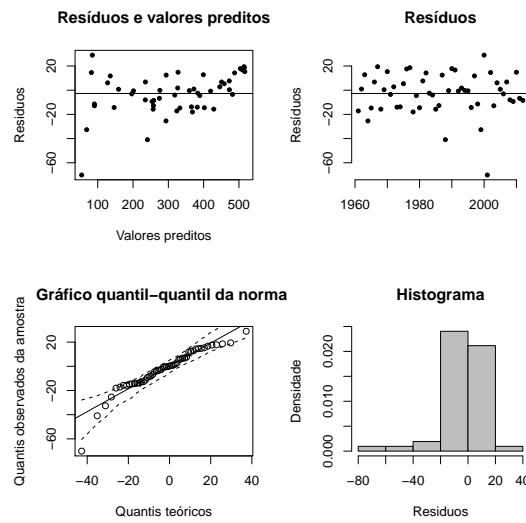 Resíduos e valores preditos
Resíduos
20
−20
−60
100 200 300 400 500
Valores preditos
Resíduos
Resíduos
20
−20
−60
1960 1980 2000
Gráfico quantil−quantil da norma
Quantis observados da amostra
20
−20
−60
−40 −20 0 20 40
Quantis teóricos
Histograma
Densidade
0.020
0.010
0.000
−80 −40 0 20 40
Residuos